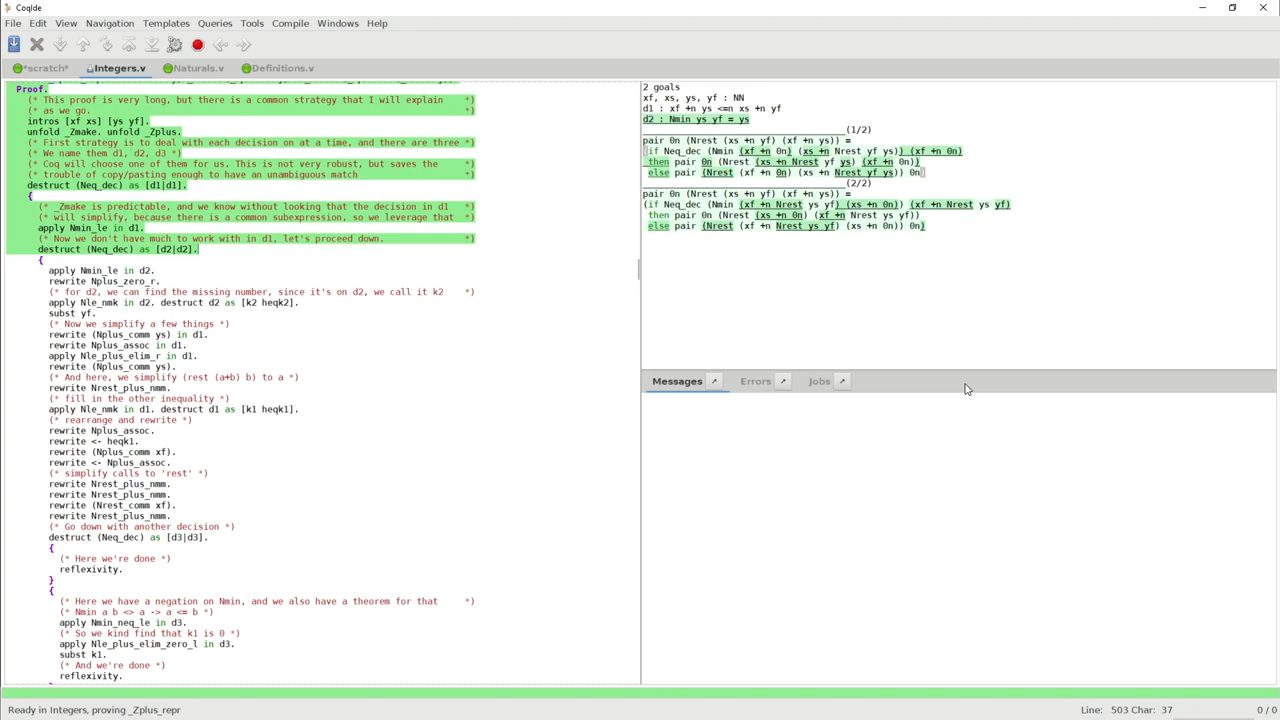 CoqIde
File Edit View Navigation Templates Queries Tools Compile Windows Help
*scratch* Integers.v Naturals.v Definitions.v
Proof.
(* This proof is very long, but there is a common strategy that I will explain *)
(* as we go. *)
intros [xf xs] [ys yf].
unfold _Zmake. unfold _Zplus.
(* First strategy is to deal with each decision on at a time, and there are three *)
(* We name them d1, d2, d3 *)
(* Coq will choose one of them for us. This is not very robust, but saves the *)
(* trouble of copy/pasting enough to have an unambiguous match *)
destruct (Neq_dec) as [d1|d1].
{
(* _Zmake is predictable, and we know without looking that the decision in d1 *)
(* will simplify, because there is a common subexpression, so we leverage that *)
apply Nmin_le in d1.
(* Now we don't have much to work with in d1, let's proceed down. *)
destruct (Neq_dec) as [d2|d2].
{
apply Nmin_le in d2.
rewrite Nplus_zero_r.
(* for d2, we can find the missing number, since it's on d2, we call it k2 *)
apply Nle_nmk in d2. destruct d2 as [k2 heqk2].
subst yf.
(* Now we simplify a few things *)
rewrite (Nplus_comm ys) in d1.
rewrite Nplus_assoc in d1.
apply Nle_plus_elim_r in d1.
rewrite (Nplus_comm ys).
(* And here, we simplify (rest (a+b) b) to a *)
rewrite Nrest_plus_nmm.
(* fill in the other inequality *)
apply Nle_nmk in d1. destruct d1 as [k1 heqk1].
(* rearrange and rewrite *)
rewrite Nplus_assoc.
rewrite <- heqk1.
rewrite (Nplus_comm xf).
rewrite <- Nplus_assoc.
(* simplify calls to 'rest' *)
rewrite Nrest_plus_nmm.
rewrite Nrest_plus_nmm.
rewrite (Nrest_comm xf).
rewrite Nrest_plus_nmm.
(* Go down with another decision *)
destruct (Neq_dec) as [d3|d3].
{
(* Here we're done *)
reflexivity.
}
{
(* Here we have a negation on Nmin, and we also have a theorem for that *)
(* Nmin a b <> a -> a <= b *)
apply Nmin_neq_le in d3.
(* So we kind find that k1 is 0 *)
apply Nle_plus_elim_zero_l in d3.
subst k1.
(* And we're done *)
reflexivity.
2 goals
xf, xs, ys, yf : NN
d1 : xf +n ys <=n xs +n yf
d2 : Nmin ys yf = ys
(1/2)
pair 0n (Nrest (xs +n yf) (xf +n ys)) =
(if Neq_dec (Nmin (xf +n 0n) (xs +n Nrest yf ys)) (xf +n 0n)
then pair 0n (Nrest (xs +n Nrest yf ys) (xf +n 0n))
else pair (Nrest (xf +n 0n) (xs +n Nrest yf ys)) 0n)
(2/2)
pair 0n (Nrest (xs +n yf) (xf +n ys)) =
(if Neq_dec (Nmin (xf +n Nrest ys yf) (xs +n 0n)) (xf +n Nrest ys yf)
then pair 0n (Nrest (xs +n 0n) (xf +n Nrest ys yf))
else pair (Nrest (xf +n Nrest ys yf) (xs +n 0n)) 0n)
Messages Errors Jobs
Ready in Integers, proving _Zplus_repr Line: 503 Char: 37 0 / 0